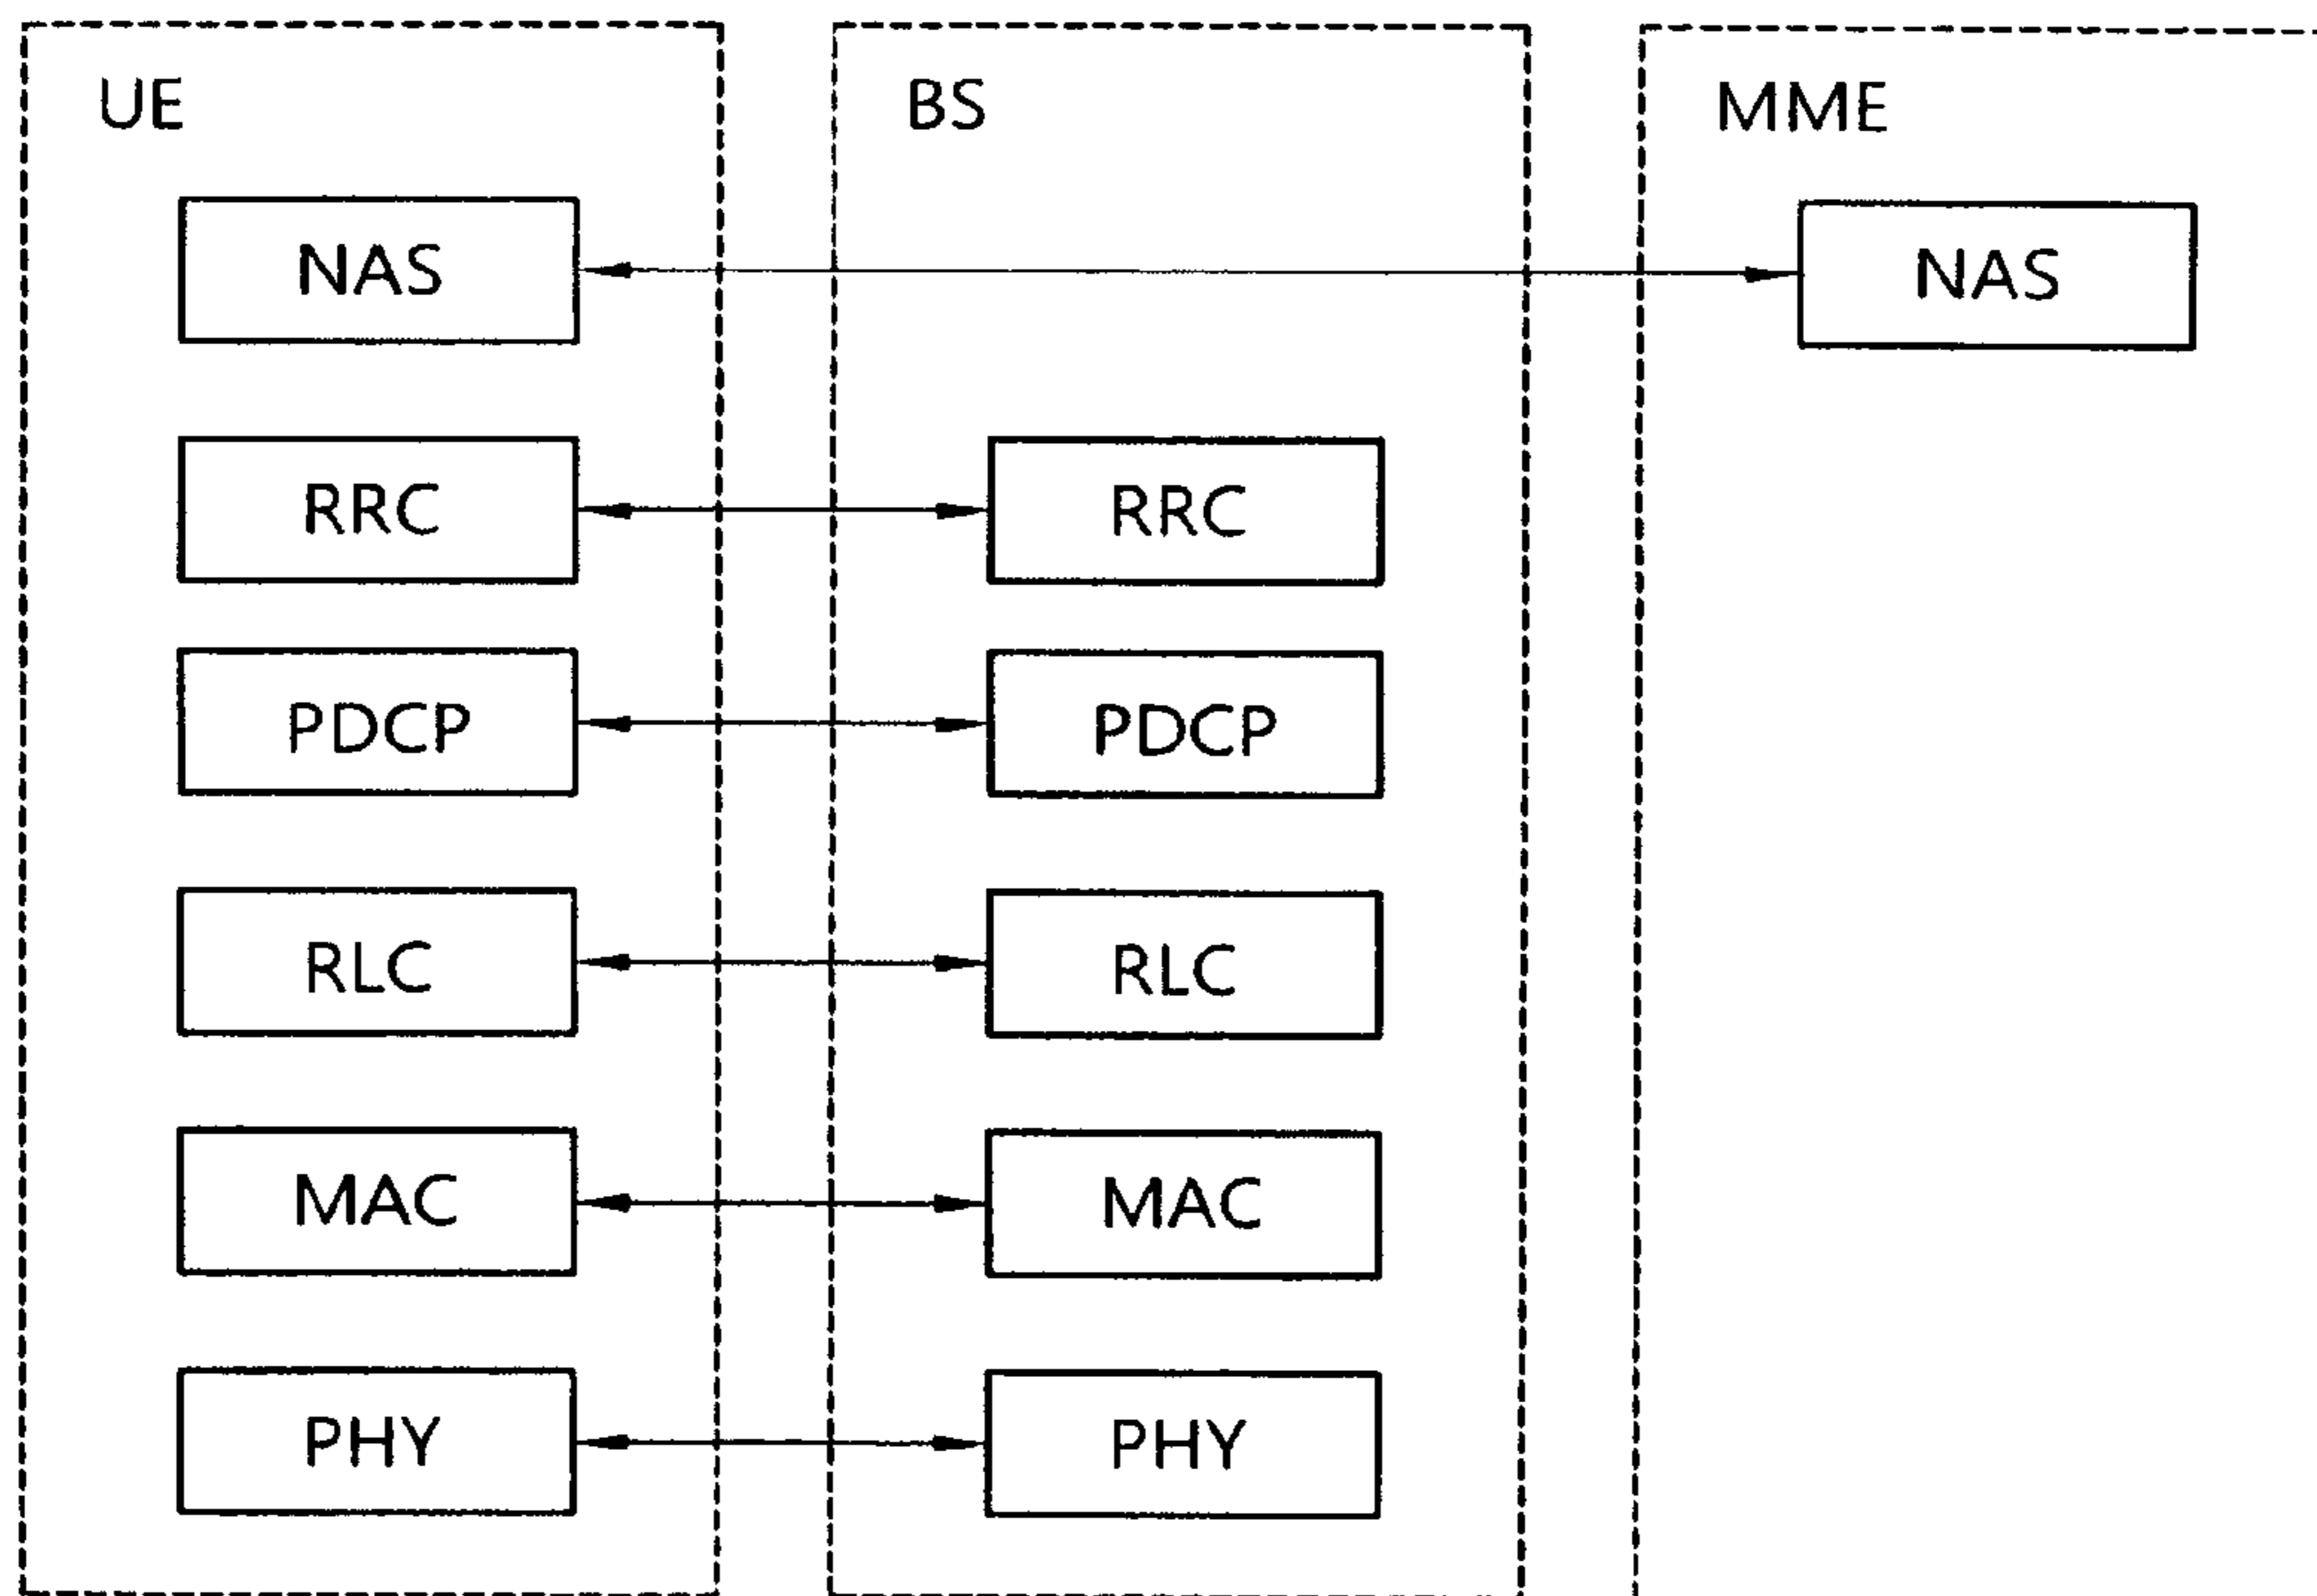 UE BS MME
NAS NAS
RRC RRC
PDCP PDCP
RLC RLC
MAC MAC
PHY PHY